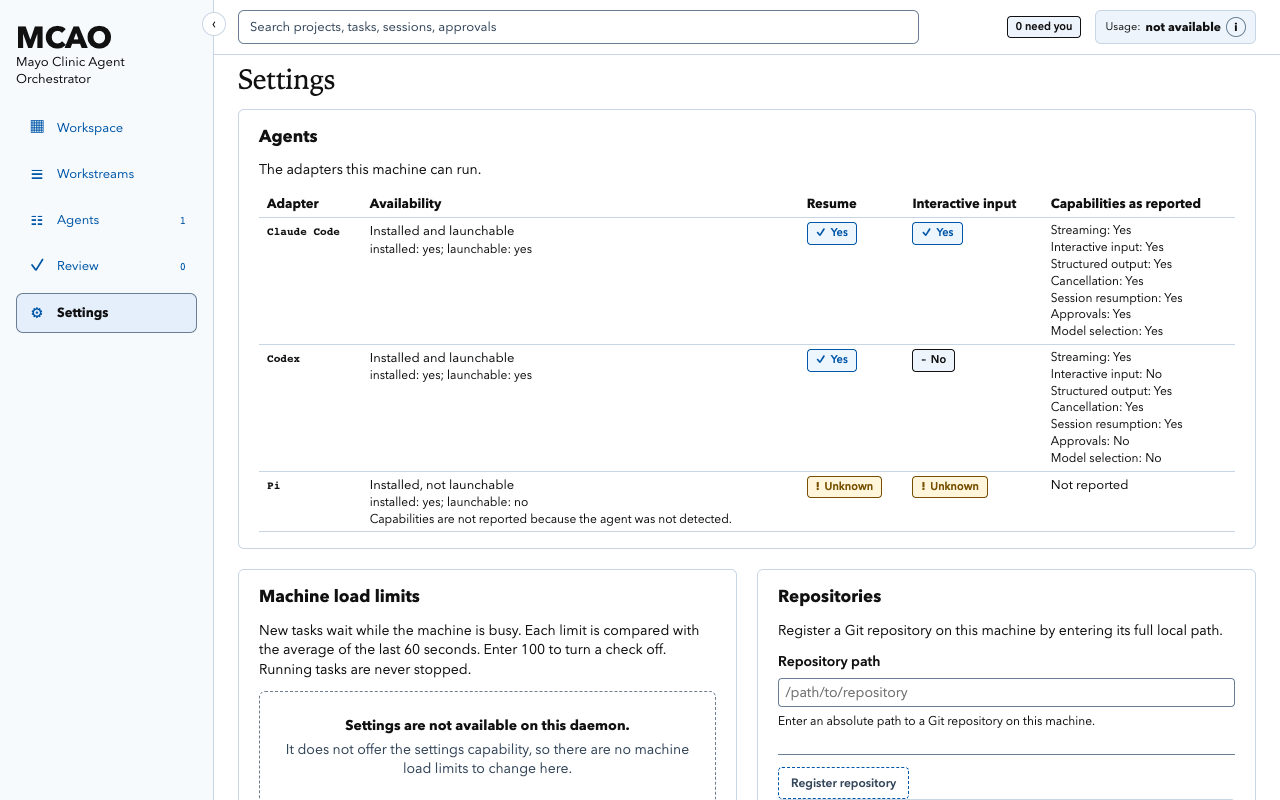 MCAO
Mayo Clinic Agent
Orchestrator
Workspace
Workstreams
Agents 1
Review 0
Settings
Search projects, tasks, sessions, approvals
0 need you
Usage: not available i
Settings
Agents
The adapters this machine can run.
Adapter Availability Resume Interactive input Capabilities as reported
Claude Code Installed and launchable ✓ Yes ✓ Yes Streaming: Yes
installed: yes; launchable: yes Interactive input: Yes
Structured output: Yes
Cancellation: Yes
Session resumption: Yes
Approvals: Yes
Model selection: Yes
Codex Installed and launchable ✓ Yes - No Streaming: Yes
installed: yes; launchable: yes Interactive input: No
Structured output: Yes
Cancellation: Yes
Session resumption: Yes
Approvals: No
Model selection: No
Pi Installed, not launchable ! Unknown ! Unknown Not reported
installed: yes; launchable: no
Capabilities are not reported because the agent was not detected.
Machine load limits
New tasks wait while the machine is busy. Each limit is compared with
the average of the last 60 seconds. Enter 100 to turn a check off.
Running tasks are never stopped.
Settings are not available on this daemon.
It does not offer the settings capability, so there are no machine
load limits to change here.
Repositories
Register a Git repository on this machine by entering its full local path.
Repository path
/path/to/repository
Enter an absolute path to a Git repository on this machine.
Register repository